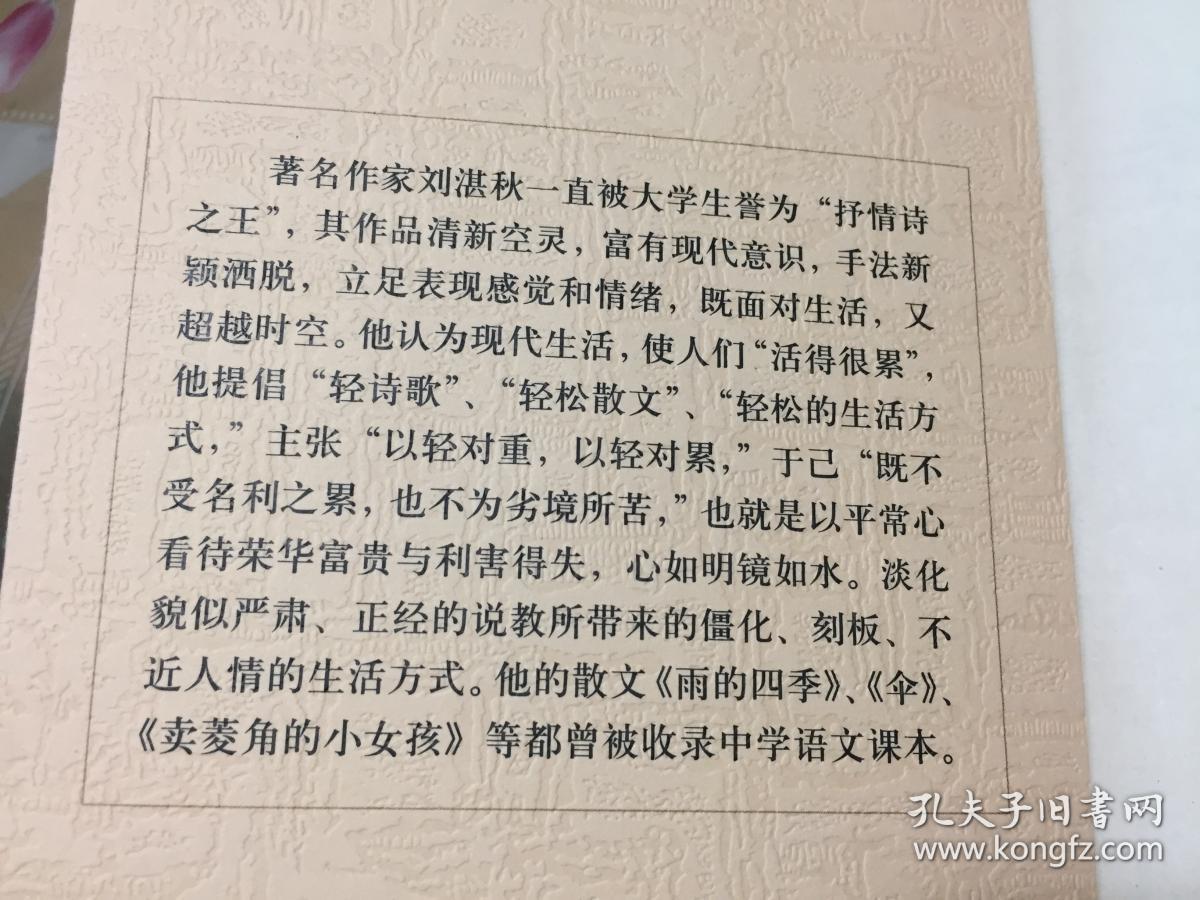 著名作家刘湛秋一直被大学生誉为“抒情诗
之王”，其作品清新空灵，富有现代意识，手法新
颖洒脱，立足表现感觉和情绪，既面对生活，又
超越时空。他认为现代生活，使人们“活得很累”，
他提倡“轻诗歌”、“轻松散文”、“轻松的生活方
式，”主张“以轻对重，以轻对累，”于己“既不
受名利之累，也不为劣境所苦，”也就是以平常心
看待荣华富贵与利害得失，心如明镜如水。淡化
貌似严肃、正经的说教所带来的僵化、刻板、不
近人情的生活方式。他的散文《雨的四季》、《伞》、
《卖菱角的小女孩》等都曾被收录中学语文课本。
孔夫子旧书网
www.kongfz.com